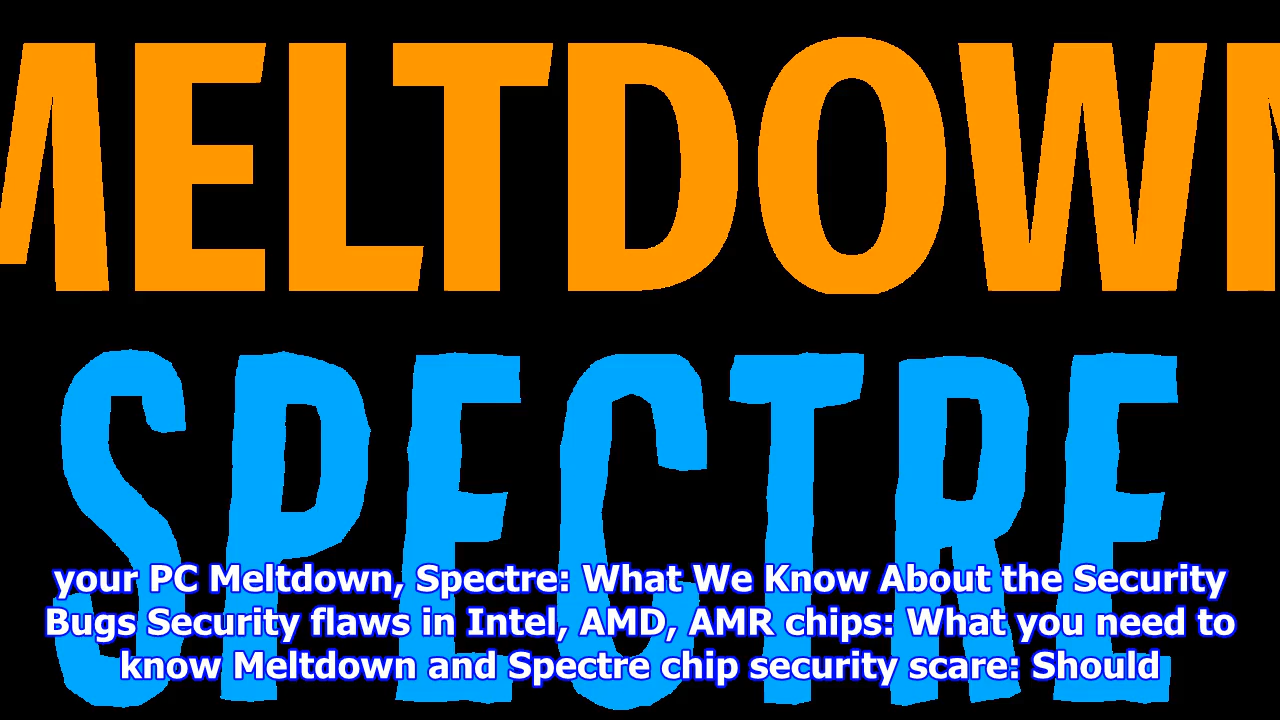 MELTDOWN
SPECTRE
your PC Meltdown, Spectre: What We Know About the Security
Bugs Security flaws in Intel, AMD, AMR chips: What you need to
know Meltdown and Spectre chip security scare: Should